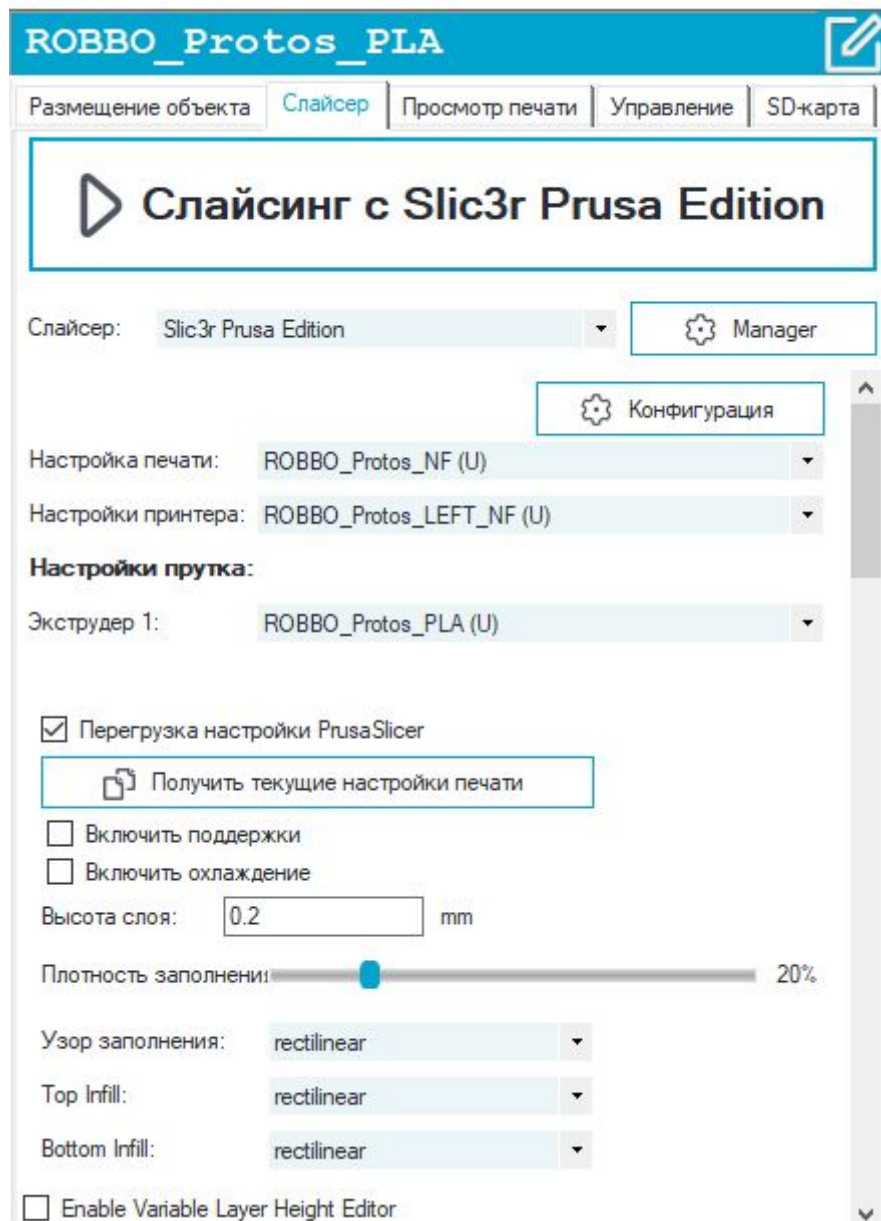 ROBBO_Protos_PLA
Размещение объекта Слайсер Просмотр печати Управление SD-карта
Слайсинг с Slic3r Prusa Edition
Слайсер: Slic3r Prusa Edition Manager
Конфигурация
Настройка печати: ROBBO_Protos_NF (U)
Настройки принтера: ROBBO_Protos_LEFT_NF (U)
Настройки прутка:
Экструдер 1: ROBBO_Protos_PLA (U)
Перегрузка настройки PrusaSlicer
Получить текущие настройки печати
Включить поддержки
Включить охлаждение
Высота слоя: 0.2 mm
Плотность заполнени: 20%
Узор заполнения: rectilinear
Top Infill: rectilinear
Bottom Infill: rectilinear
Enable Variable Layer Height Editor